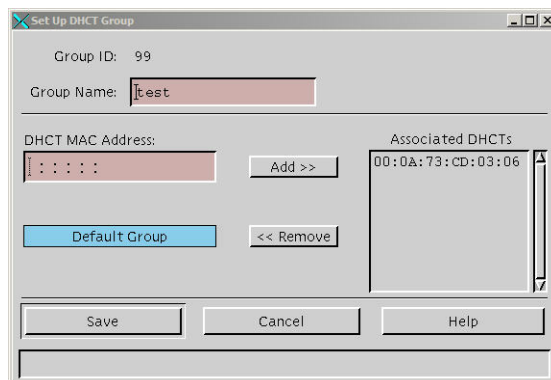 Set Up DHCT Group
Group ID: 99
Group Name: test
DHCT MAC Address:
: : : : :
Add >>
Associated DHCTs
00:0A:73:CD:03:06
Default Group
<< Remove
Save
Cancel
Help